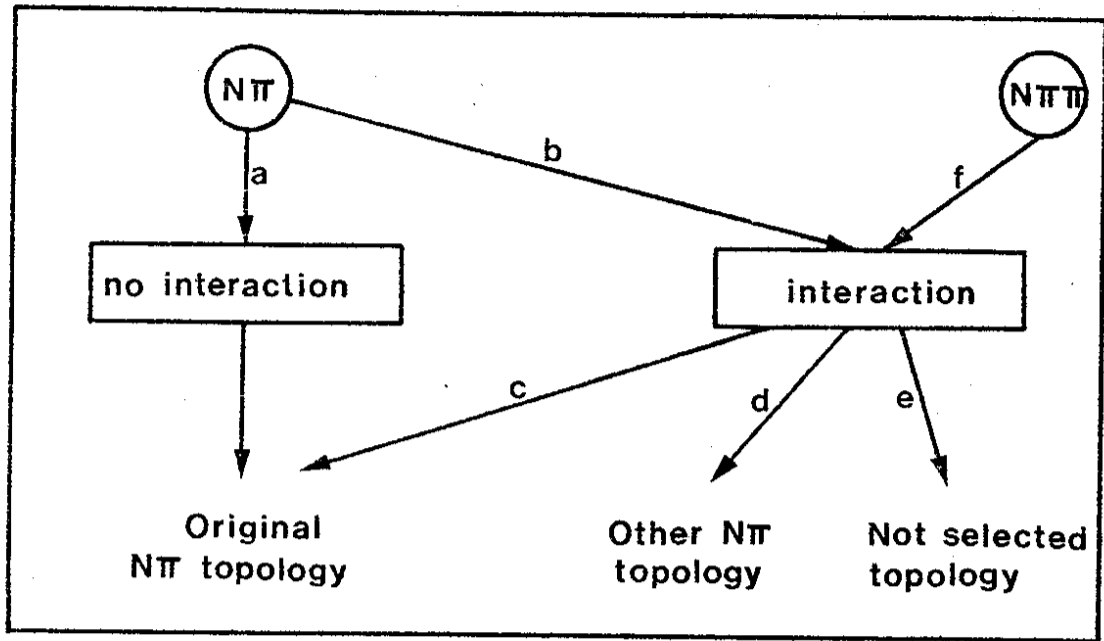 Nπ
Nππ
a
b
f
no interaction
interaction
c
d
e
Original
Nπ topology
Other Nπ
topology
Not selected
topology